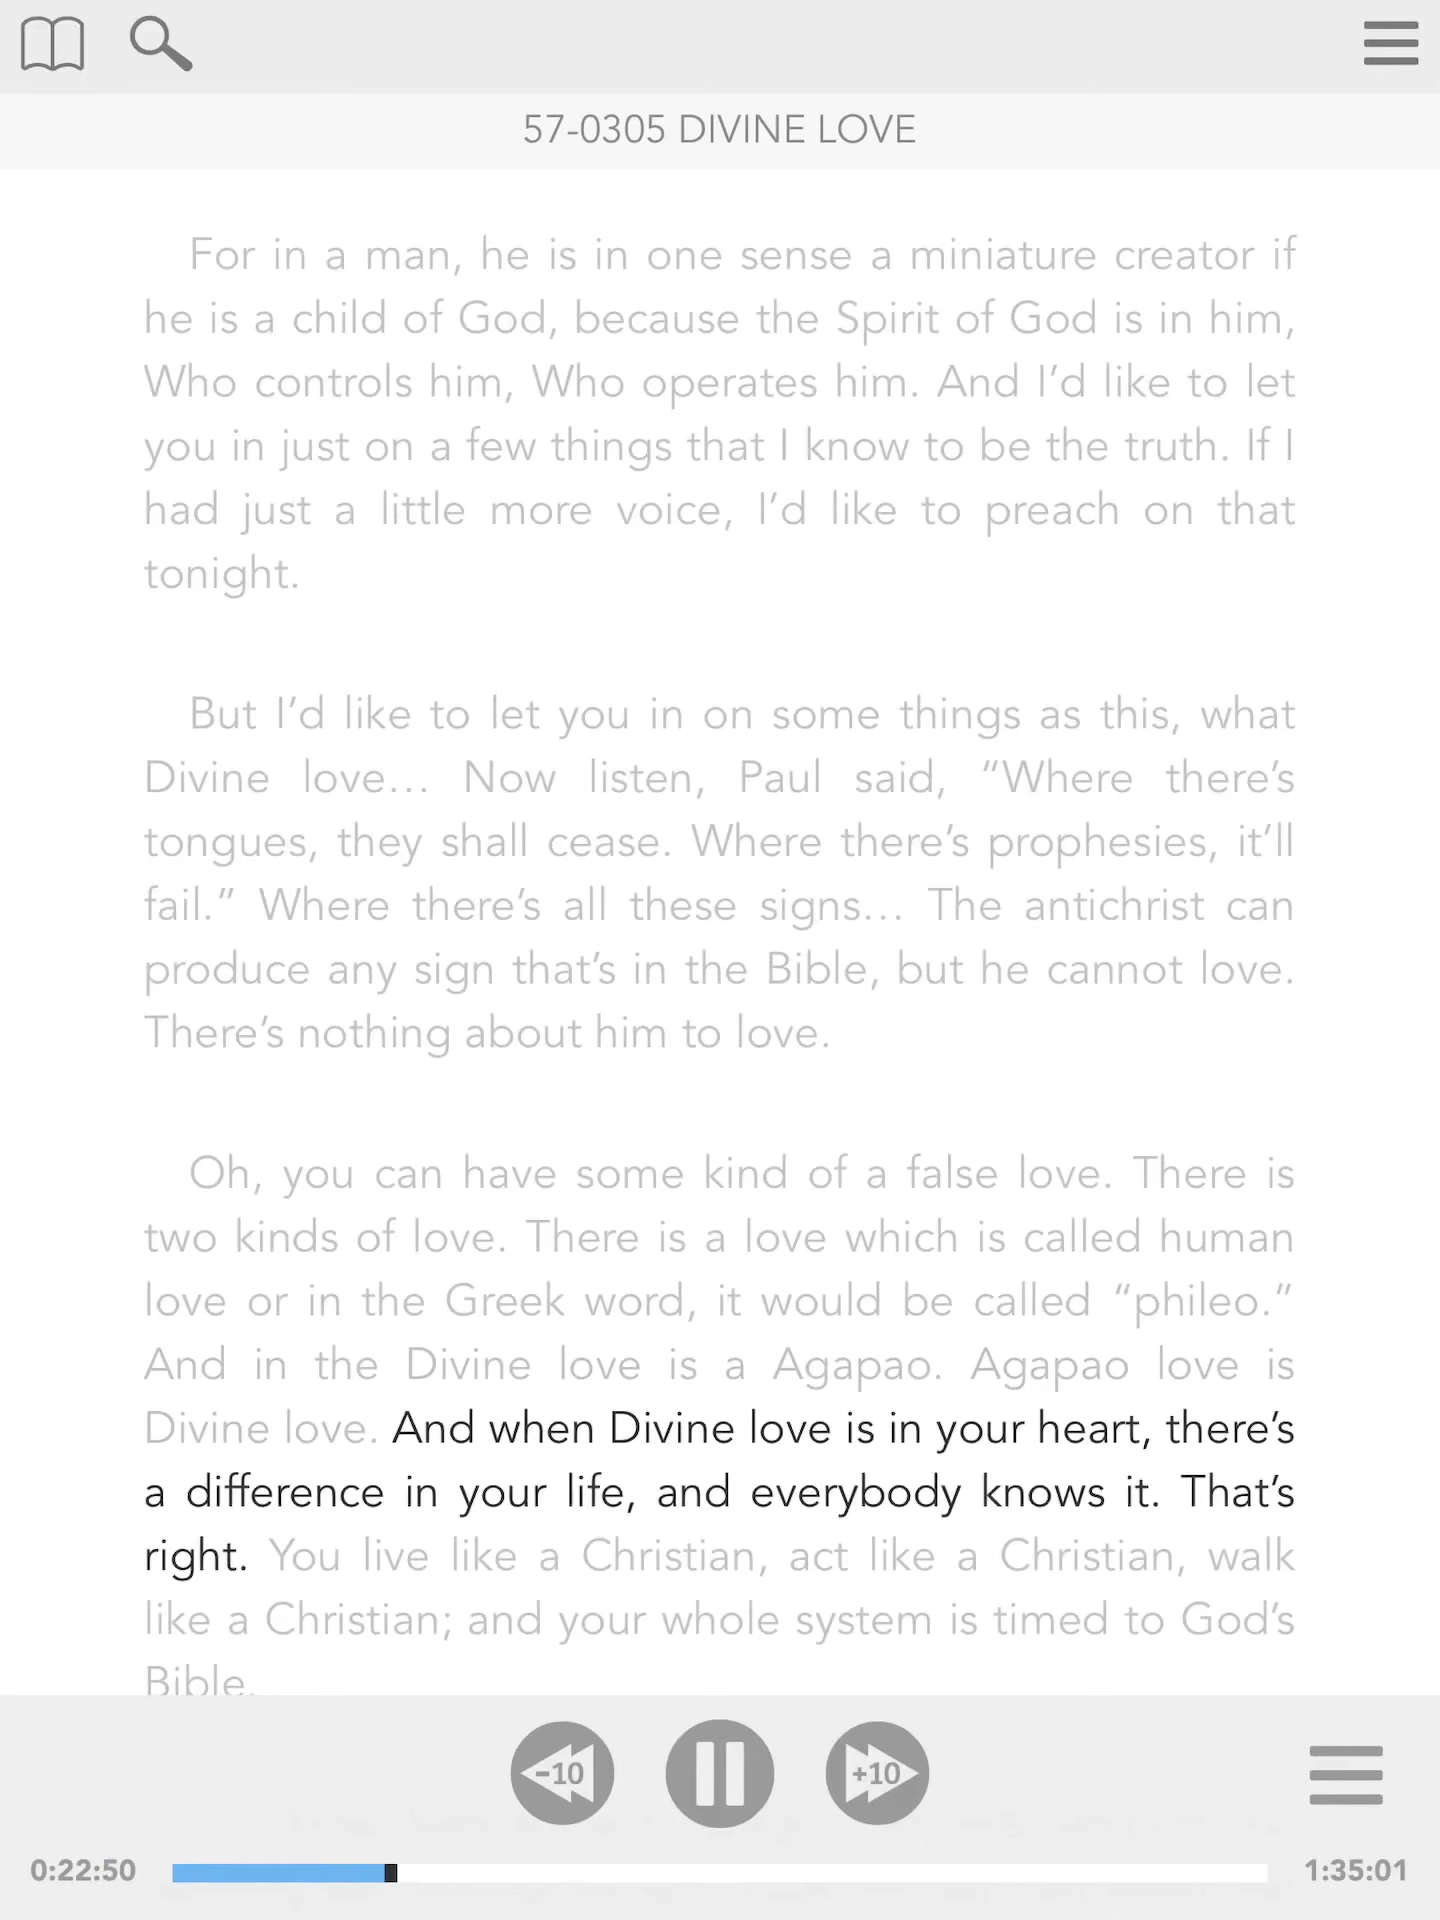 57-0305 DIVINE LOVE
For in a man, he is in one sense a miniature creator if
he is a child of God, because the Spirit of God is in him,
Who controls him, Who operates him. And I’d like to let
you in just on a few things that I know to be the truth. If I
had just a little more voice, I’d like to preach on that
tonight.
But I’d like to let you in on some things as this, what
Divine love… Now listen, Paul said, “Where there’s
tongues, they shall cease. Where there’s prophesies, it’ll
fail.” Where there’s all these signs… The antichrist can
produce any sign that’s in the Bible, but he cannot love.
There’s nothing about him to love.
Oh, you can have some kind of a false love. There is
two kinds of love. There is a love which is called human
love or in the Greek word, it would be called “phileo.”
And in the Divine love is a Agapao. Agapao love is
Divine love. And when Divine love is in your heart, there’s
a difference in your life, and everybody knows it. That’s
right. You live like a Christian, act like a Christian, walk
like a Christian; and your whole system is timed to God’s
Bible.
-10 +10
0:22:50 1:35:01